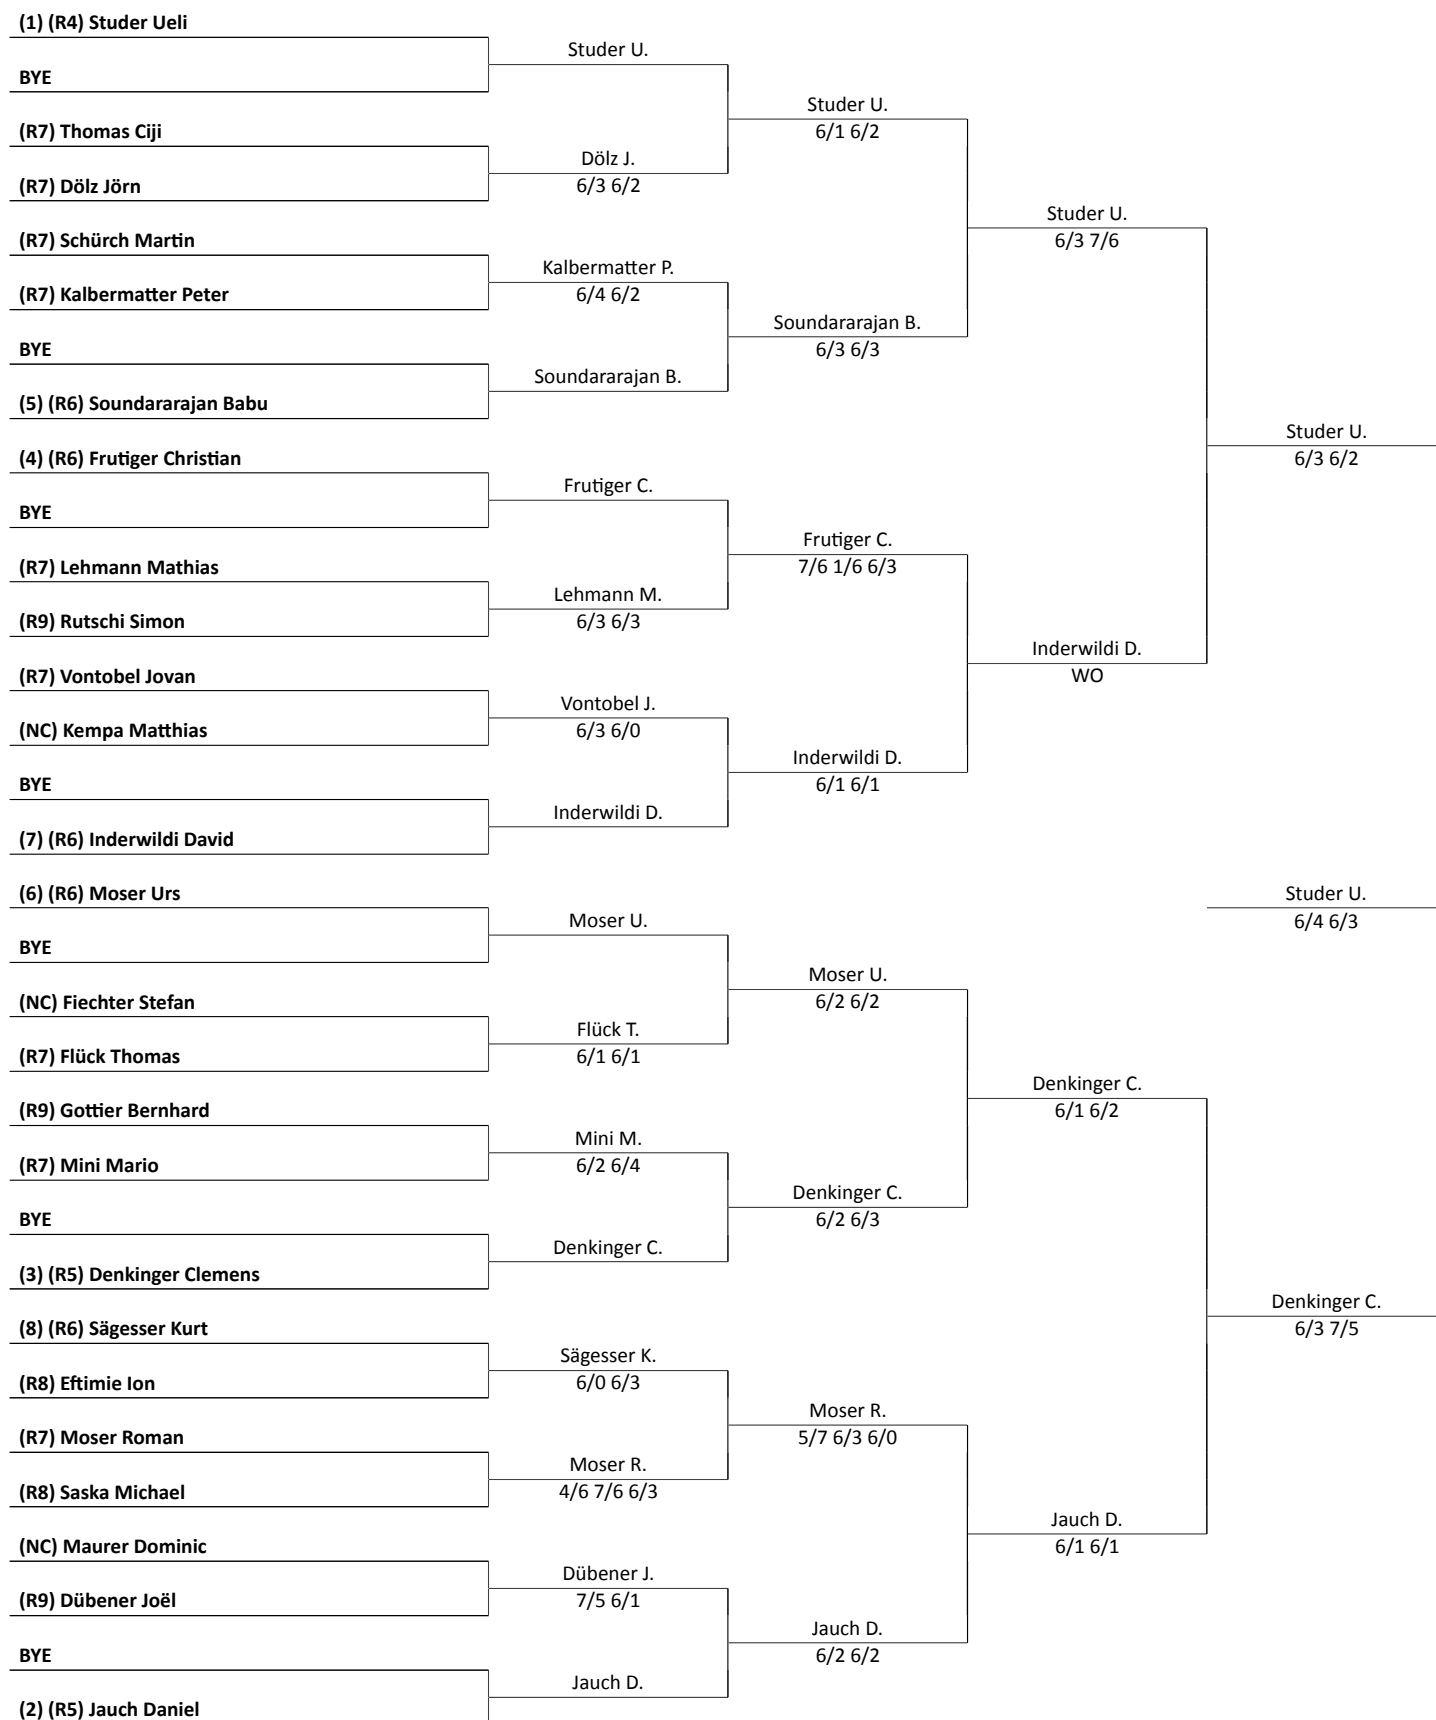 (1) (R4) Studer Ueli
Studer U.
BYE
Studer U.
6/1 6/2
(R7) Thomas Ciji
Dölz J.
6/3 6/2
(R7) Dölz Jörn
Studer U.
6/3 7/6
(R7) Schürch Martin
Kalbermatter P.
6/4 6/2
(R7) Kalbermatter Peter
Soundararajan B.
6/3 6/3
BYE
Soundararajan B.
(5) (R6) Soundararajan Babu
Studer U.
6/3 6/2
(4) (R6) Frutiger Christian
Frutiger C.
BYE
Frutiger C.
7/6 1/6 6/3
(R7) Lehmann Mathias
Lehmann M.
6/3 6/3
(R9) Rutschi Simon
Inderwildi D.
WO
(R7) Vontobel Jovan
Vontobel J.
6/3 6/0
(NC) Kempa Matthias
Inderwildi D.
6/1 6/1
BYE
Inderwildi D.
(7) (R6) Inderwildi David
(6) (R6) Moser Urs
Studer U.
6/4 6/3
Moser U.
BYE
Moser U.
6/2 6/2
(NC) Fiechter Stefan
Flück T.
6/1 6/1
(R7) Flück Thomas
Denkinger C.
6/1 6/2
(R9) Gottier Bernhard
Mini M.
6/2 6/4
(R7) Mini Mario
Denkinger C.
6/2 6/3
BYE
Denkinger C.
(3) (R5) Denkinger Clemens
Denkinger C.
6/3 7/5
(8) (R6) Sägesser Kurt
Sägesser K.
6/0 6/3
(R8) Eftimie Ion
Moser R.
5/7 6/3 6/0
(R7) Moser Roman
Moser R.
4/6 7/6 6/3
(R8) Saska Michael
Jauch D.
6/1 6/1
(NC) Maurer Dominic
Dübener J.
7/5 6/1
(R9) Dübener Joël
Jauch D.
6/2 6/2
BYE
Jauch D.
(2) (R5) Jauch Daniel